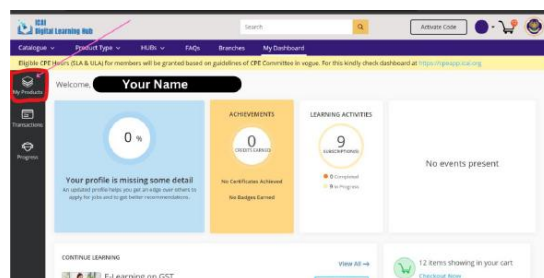 ICAI
Digital Learning Hub
Search
Activate Code
Catalogue
Product Type
HUBs
FAQs
Branches
My Dashboard
Eligible CPE Hours (SLA & ULA) for members will be granted based on guidelines of CPE Committee in vogue. For this kindly check dashboard at
My Products
Transactions
Progress
Welcome,
Your Name
0 %
Your profile is missing some detail
An updated profile helps you get an edge over others to
apply for jobs and to get better recommendations.
ACHIEVEMENTS
0
CREDITS EARNED
No Certificates Achieved
No Badges Earned
LEARNING ACTIVITIES
9
SUBSCRIPTIONS
0 Completed
9 In Progress
No events present
CONTINUE LEARNING
View All →
E-Learning on GST
12 items showing in your cart
Checkout Now